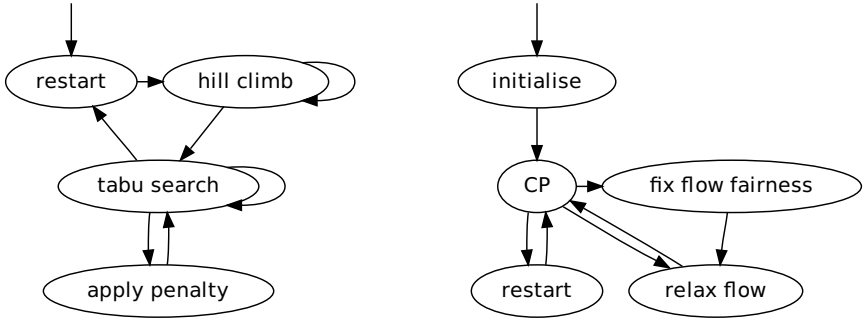 restart
hill climb
tabu search
apply penalty
initialise
CP
fix flow fairness
restart
relax flow